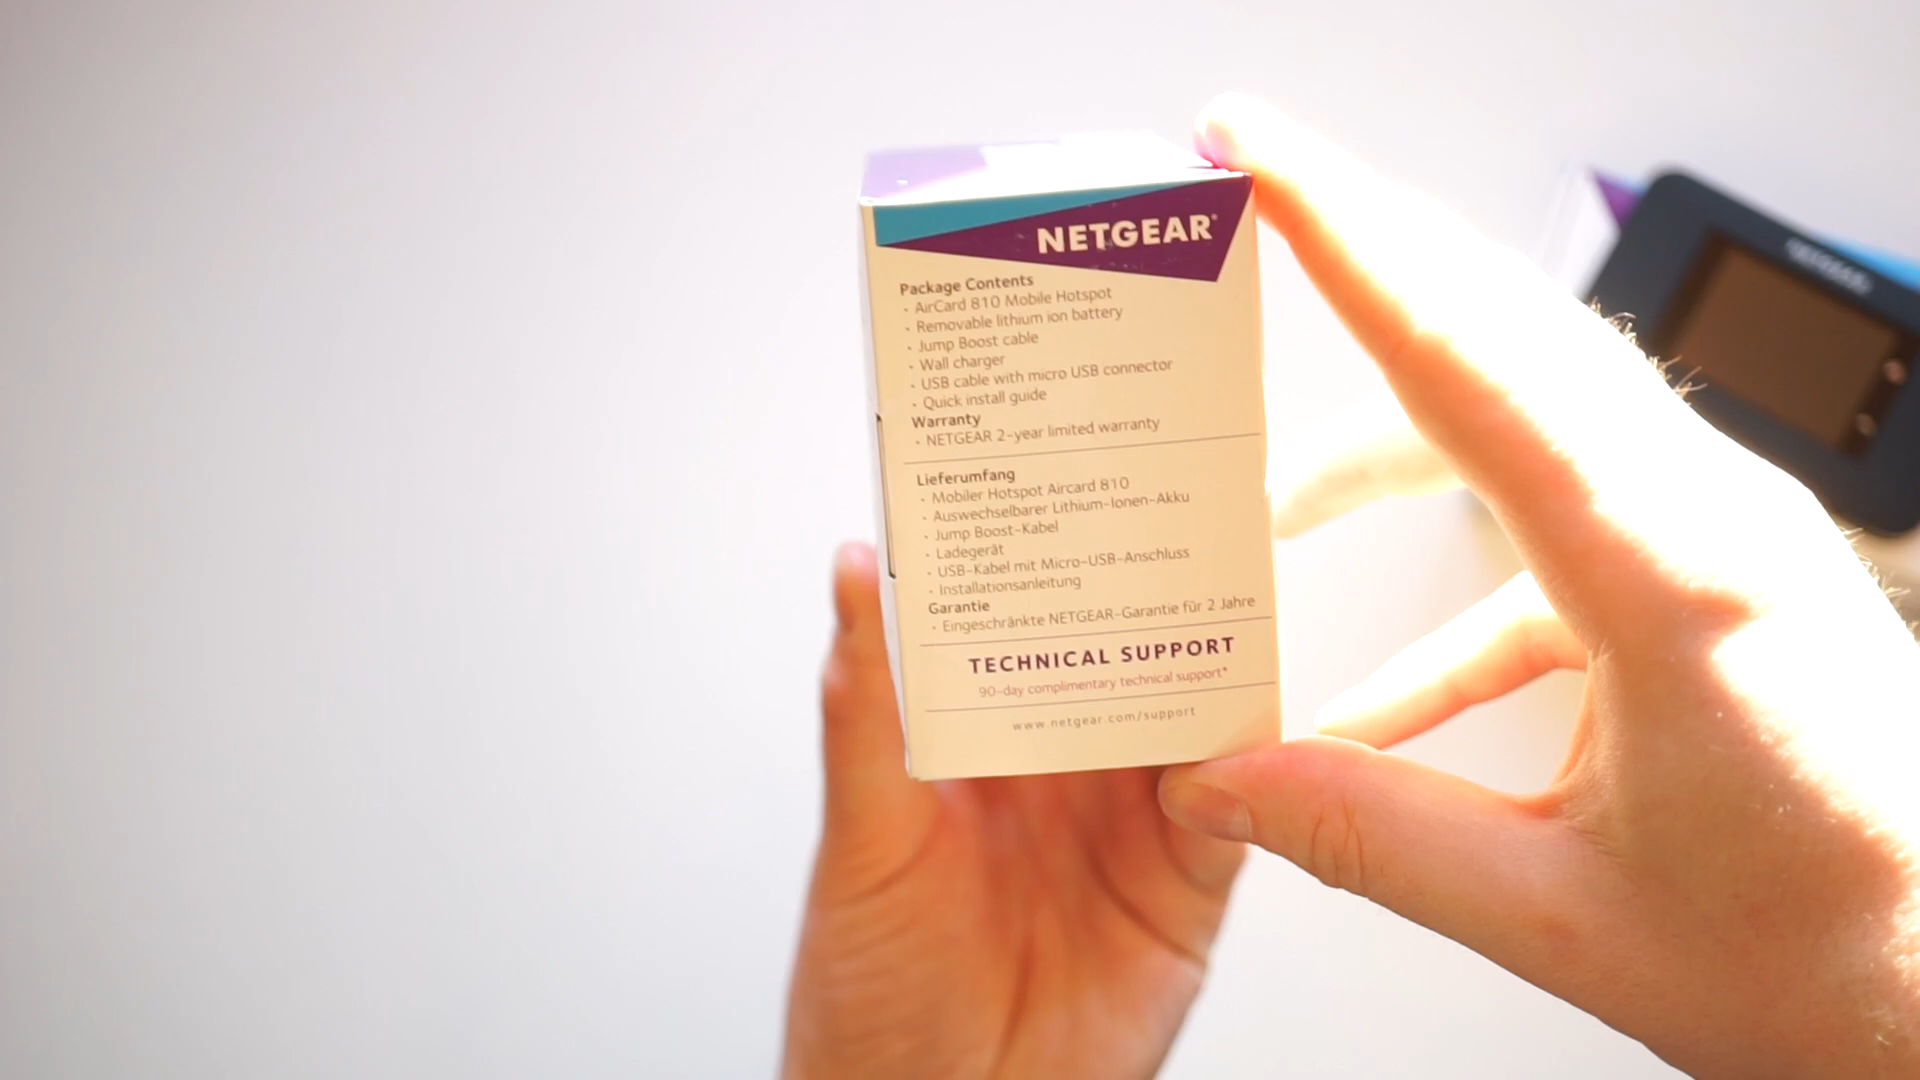 NETGEAR®
Package Contents
· AirCard 810 Mobile Hotspot
· Removable lithium ion battery
· Jump Boost cable
· Wall charger
· USB cable with micro USB connector
· Quick install guide
Warranty
· NETGEAR 2-year limited warranty
Lieferumfang
· Mobiler Hotspot Aircard 810
· Auswechselbarer Lithium-Ionen-Akku
· Jump Boost-Kabel
· Ladegerät
· USB-Kabel mit Micro-USB-Anschluss
· Installationsanleitung
Garantie
· Eingeschränkte NETGEAR-Garantie für 2 Jahre
TECHNICAL SUPPORT
90-day complimentary technical support*
www.netgear.com/support
NETGEAR